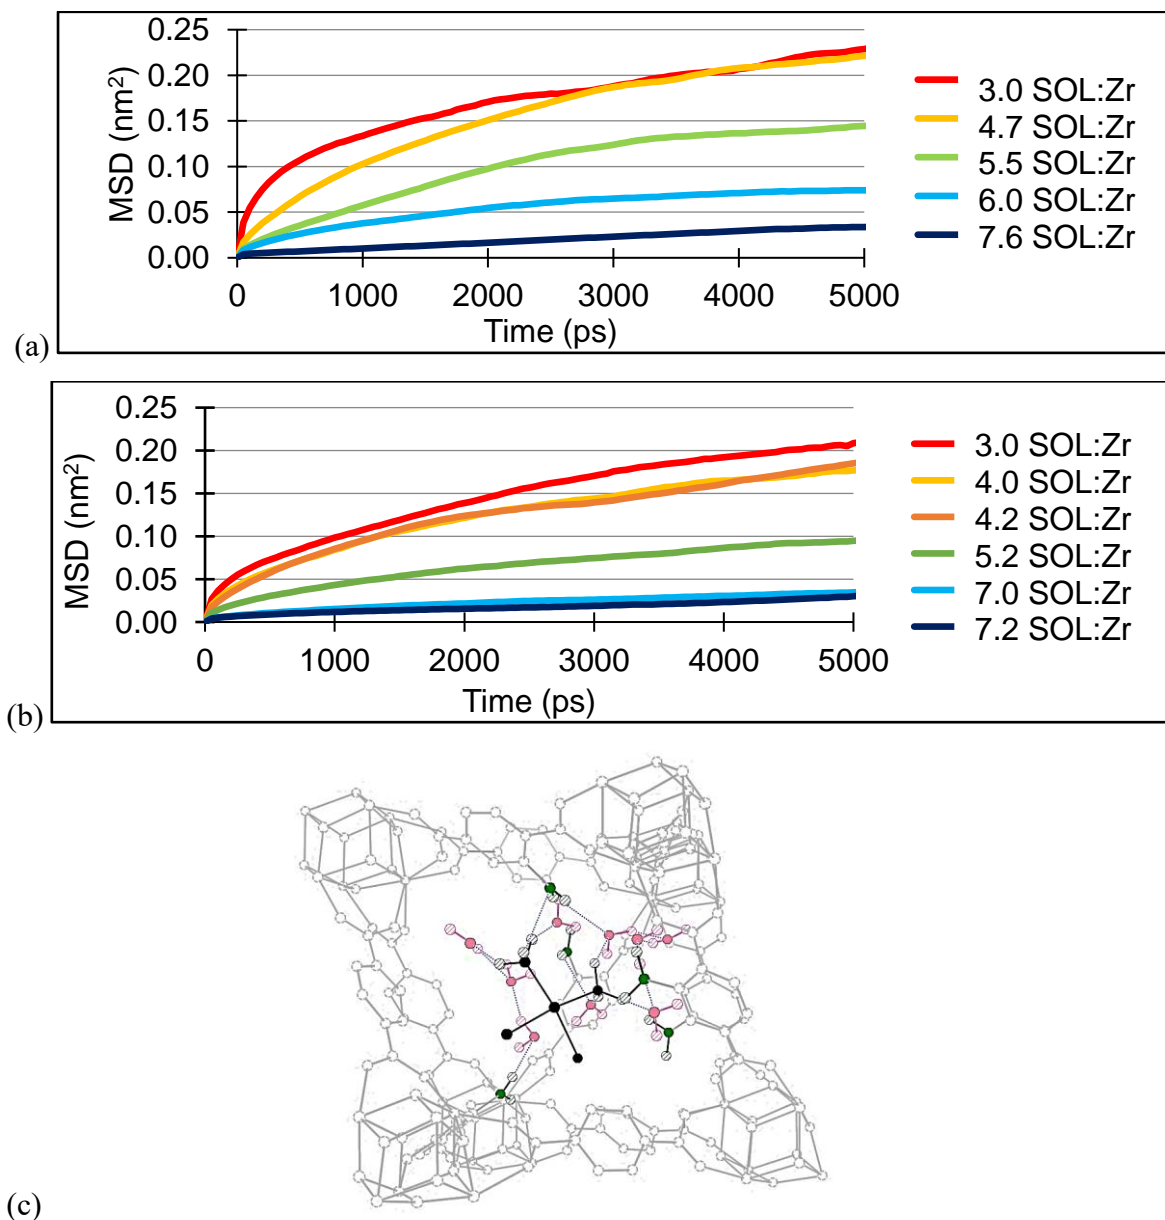 0.25
0.20
0.15
0.10
0.05
0.00
MSD (nm²)
0 1000 2000 3000 4000 5000
Time (ps)
3.0 SOL:Zr
4.7 SOL:Zr
5.5 SOL:Zr
6.0 SOL:Zr
7.6 SOL:Zr
(a)
0.25
0.20
0.15
0.10
0.05
0.00
MSD (nm²)
0 1000 2000 3000 4000 5000
Time (ps)
3.0 SOL:Zr
4.0 SOL:Zr
4.2 SOL:Zr
5.2 SOL:Zr
7.0 SOL:Zr
7.2 SOL:Zr
(b)
(c)